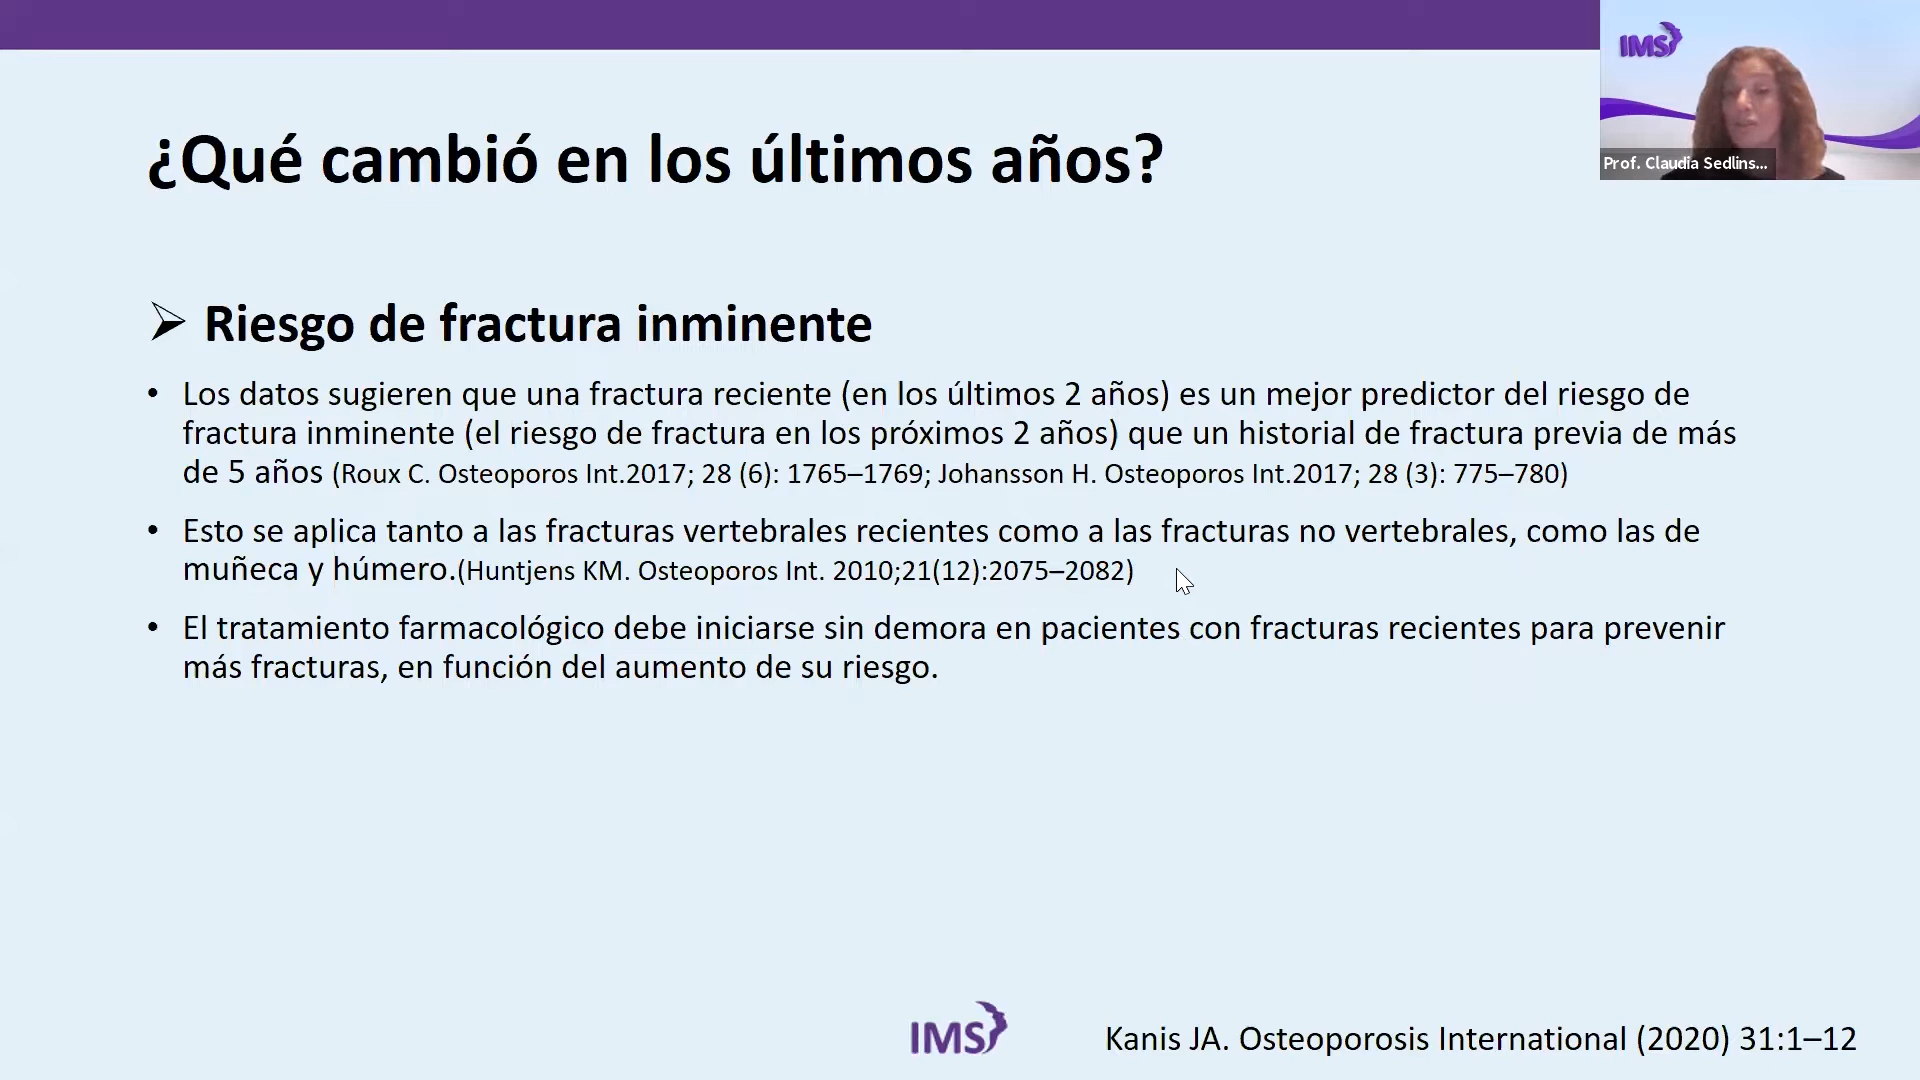 IMS
Prof. Claudia Sedlins...
¿Qué cambió en los últimos años?
➢ Riesgo de fractura inminente
• Los datos sugieren que una fractura reciente (en los últimos 2 años) es un mejor predictor del riesgo de
fractura inminente (el riesgo de fractura en los próximos 2 años) que un historial de fractura previa de más
de 5 años (Roux C. Osteoporos Int.2017; 28 (6): 1765–1769; Johansson H. Osteoporos Int.2017; 28 (3): 775–780)
• Esto se aplica tanto a las fracturas vertebrales recientes como a las fracturas no vertebrales, como las de
muñeca y húmero.(Huntjens KM. Osteoporos Int. 2010;21(12):2075–2082)
• El tratamiento farmacológico debe iniciarse sin demora en pacientes con fracturas recientes para prevenir
más fracturas, en función del aumento de su riesgo.
IMS
Kanis JA. Osteoporosis International (2020) 31:1–12